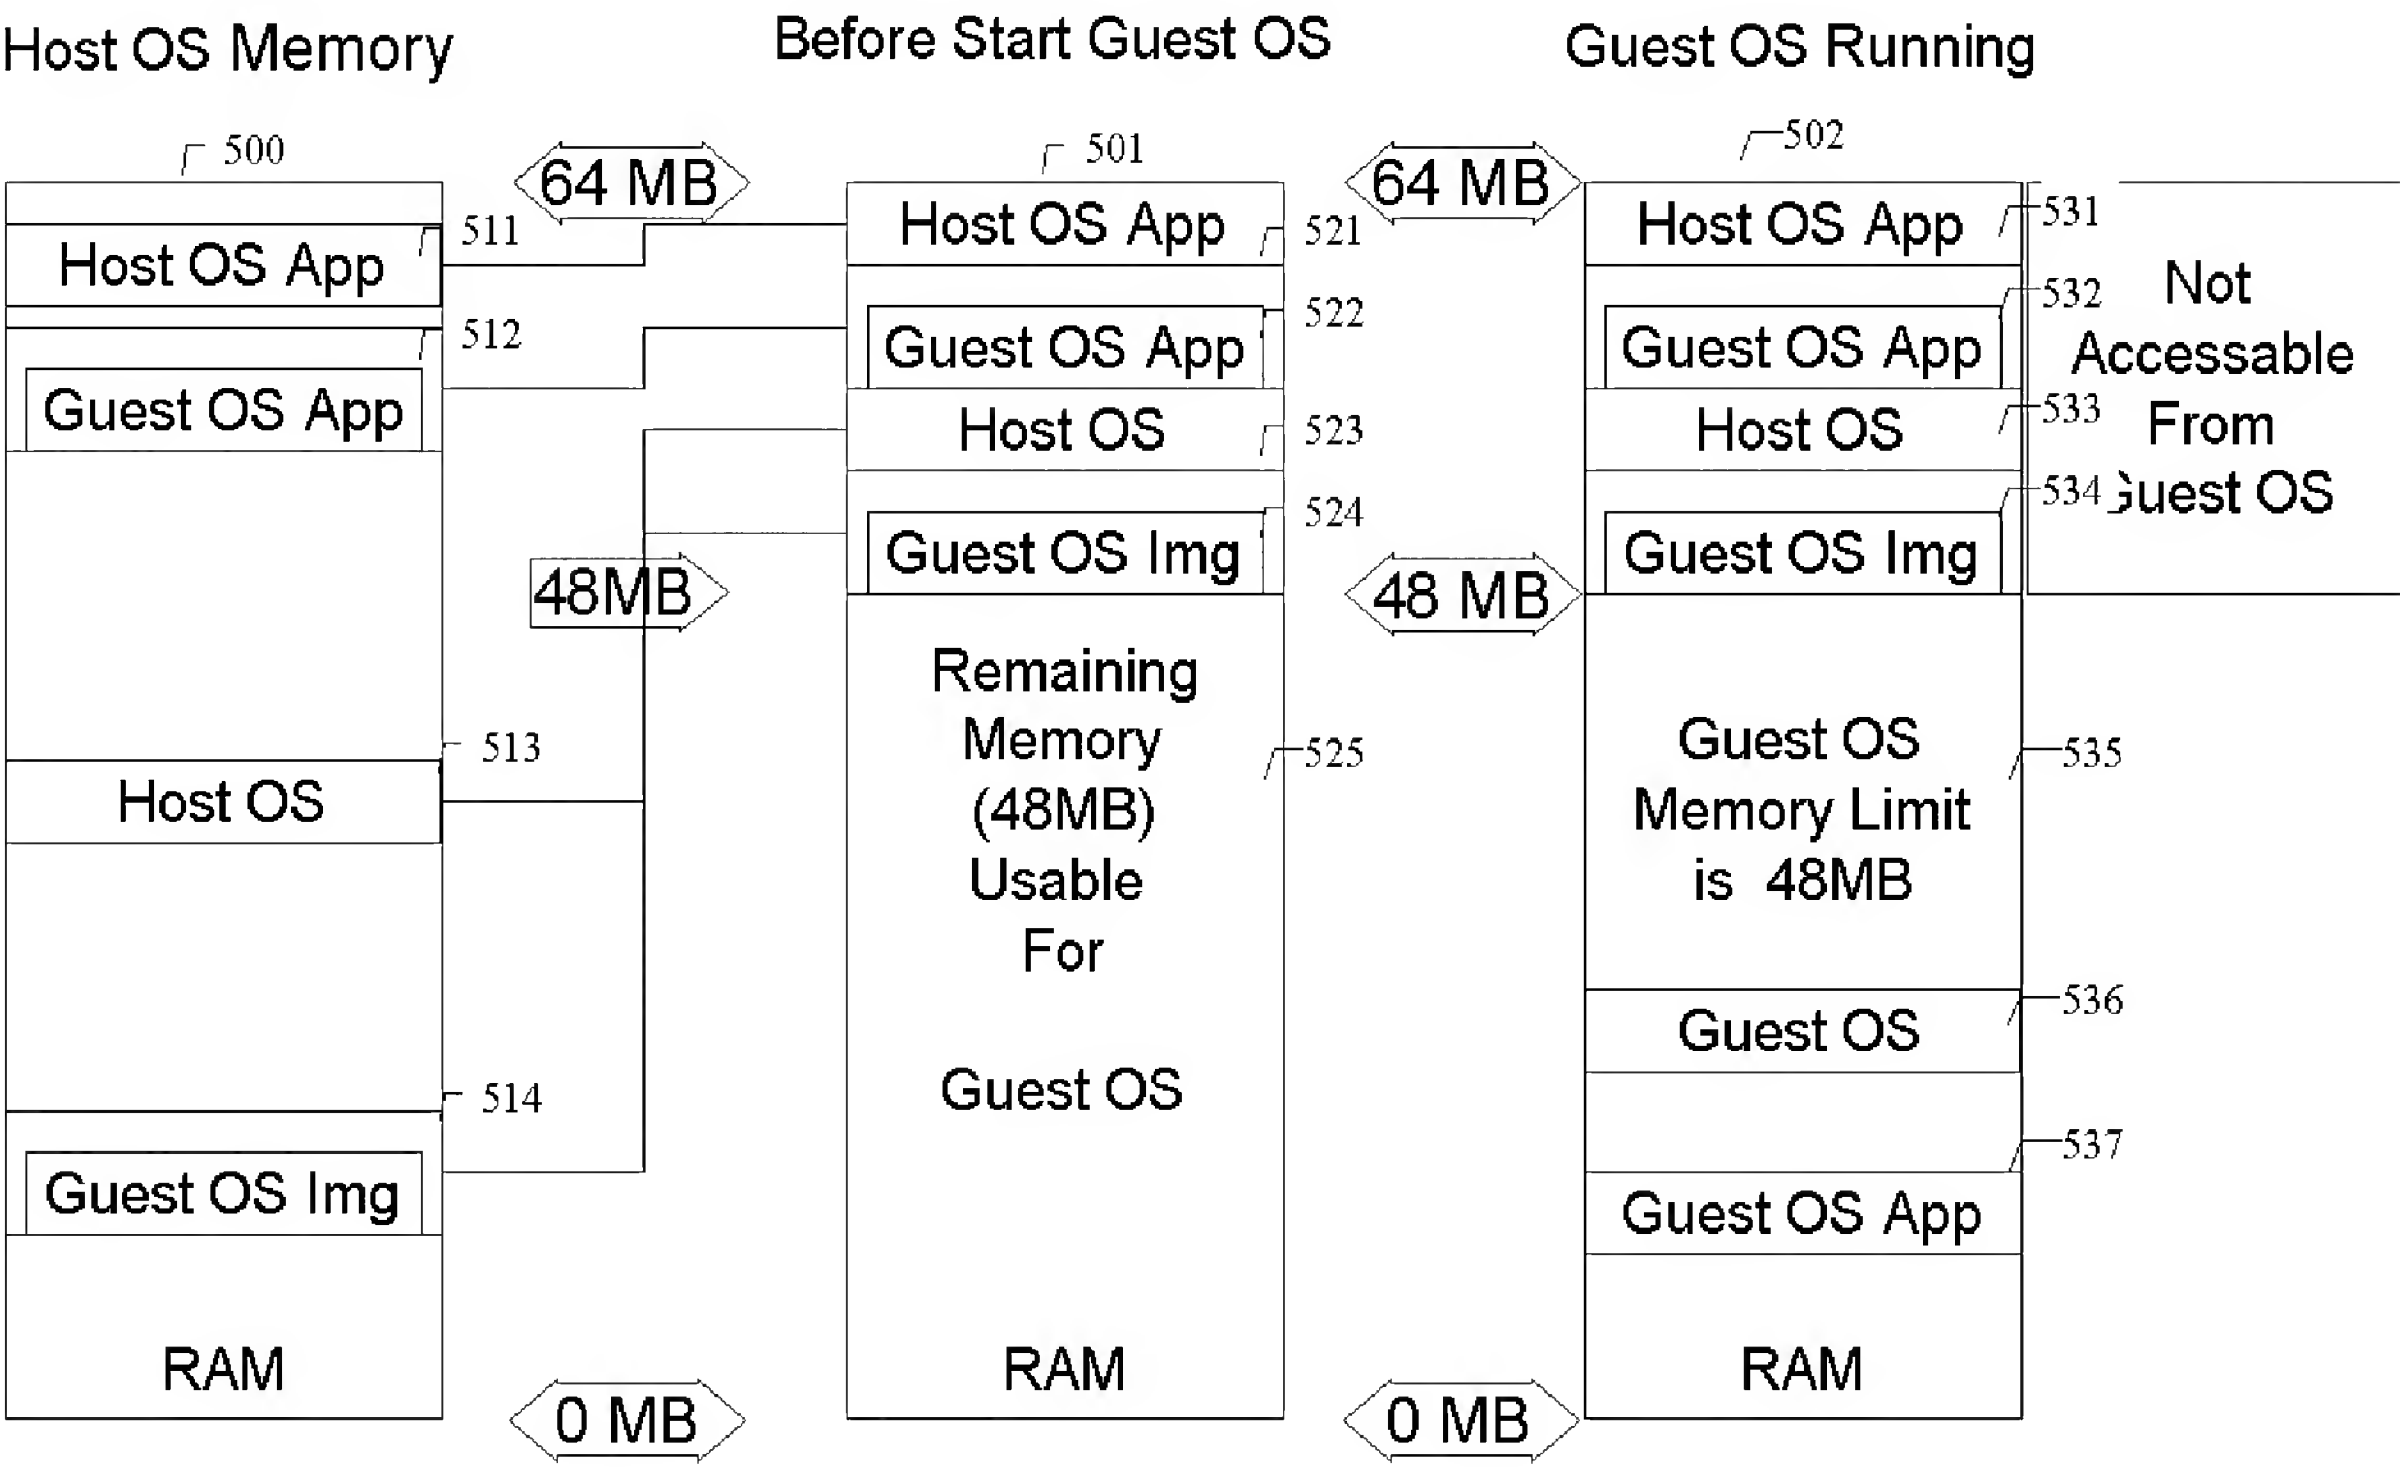 Host OS Memory
Before Start Guest OS
Guest OS Running
500
Host OS App
511
512
Guest OS App
513
Host OS
514
Guest OS Img
RAM
64 MB
48MB
0 MB
501
Host OS App
521
522
Guest OS App
Host OS
523
524
Guest OS Img
Remaining
Memory
(48MB)
Usable
For
Guest OS
525
RAM
64 MB
48 MB
0 MB
502
Host OS App
531
532
Guest OS App
Host OS
533
534
Guest OS Img
Not
Accessable
From
uest OS
Guest OS
Memory Limit
is 48MB
535
536
Guest OS
537
Guest OS App
RAM